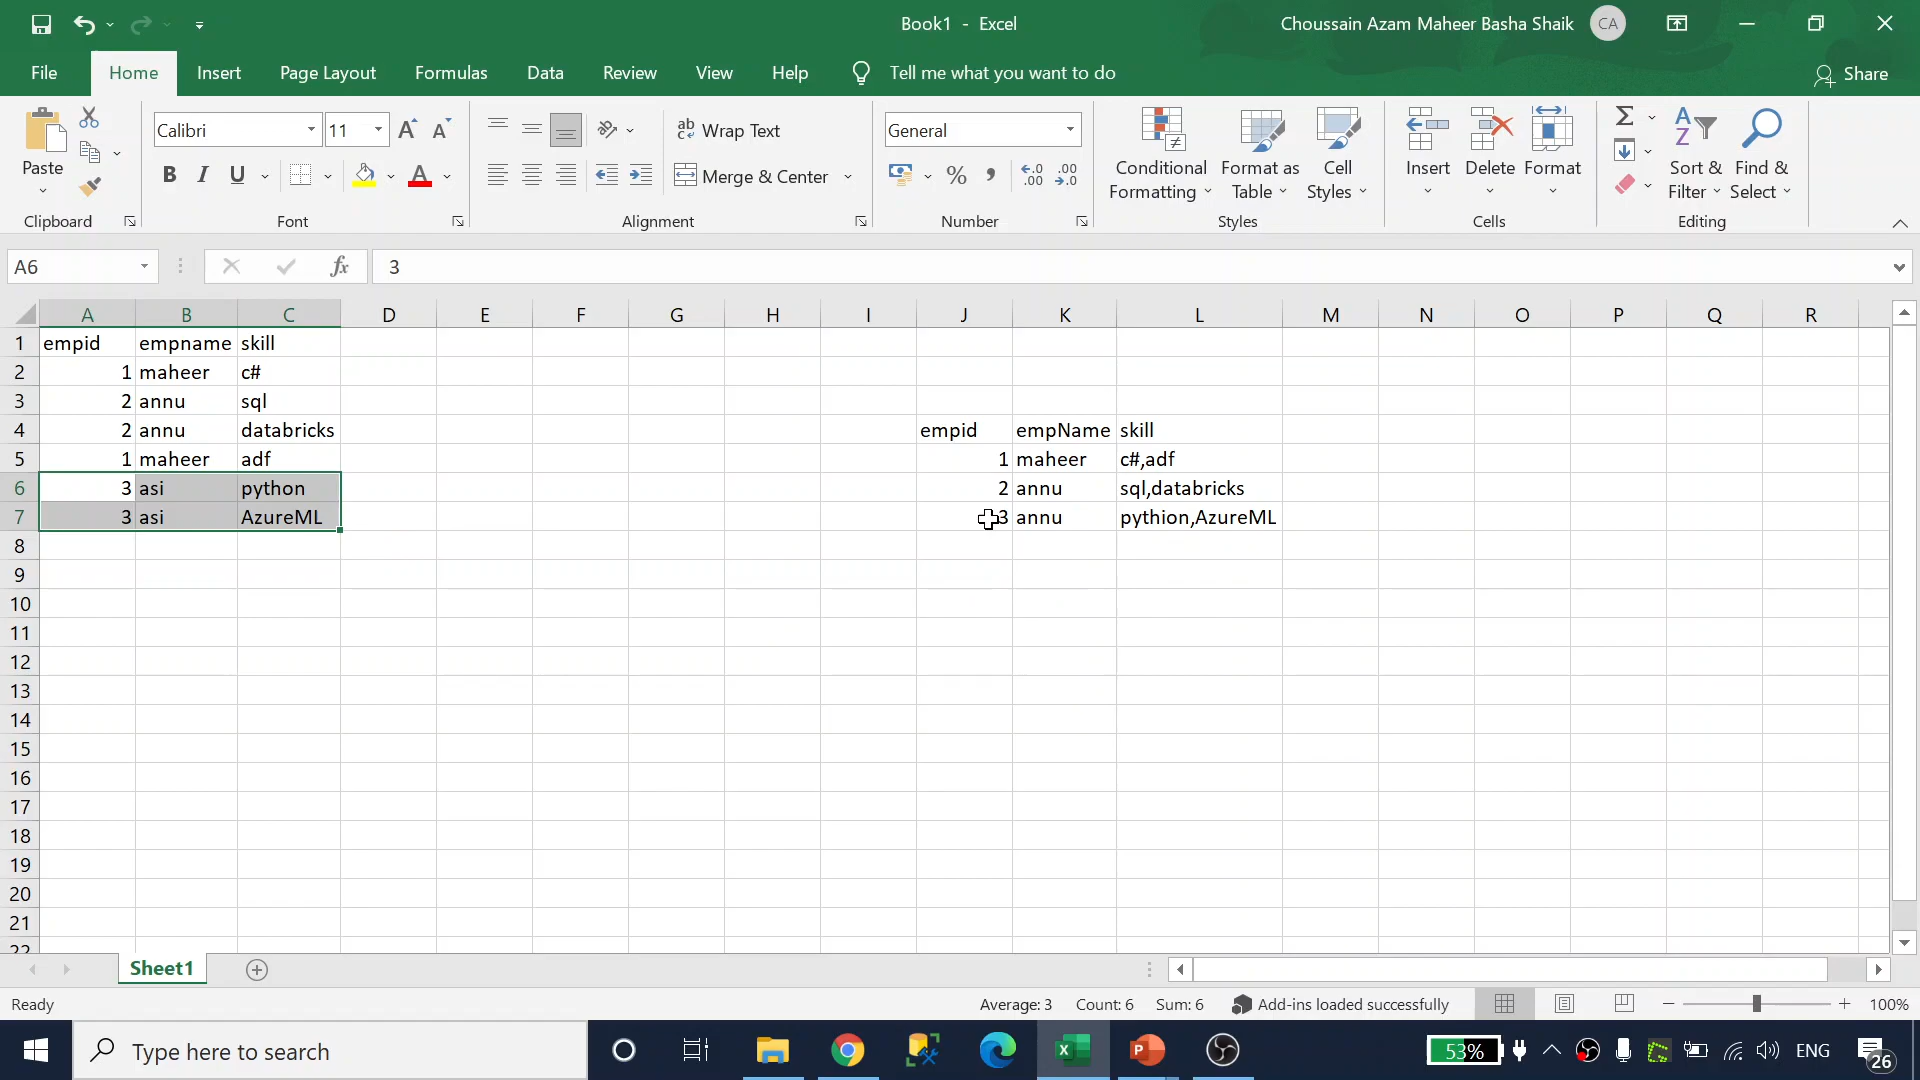 Book1 - Excel
Choussain Azam Maheer Basha Shaik
CA
File Home Insert Page Layout Formulas Data Review View Help Tell me what you want to do
Share
Paste
Clipboard
Calibri 11
B I U
Font
ab Wrap Text
Merge & Center
Alignment
General
% ,
Number
Conditional Formatting
Format as Table
Cell Styles
Styles
Insert
Delete
Format
Cells
Sort & Filter
Find & Select
Editing
A6
fx
3
A B C D E F G H I J K L M N O P Q R
1 empid empname skill
2 1 maheer c#
3 2 annu sql
4 2 annu databricks empid empName skill
5 1 maheer adf 1 maheer c#,adf
6 3 asi python 2 annu sql,databricks
7 3 asi AzureML 3 annu pythion,AzureML
8
9
10
11
12
13
14
15
16
17
18
19
20
21
22
Sheet1
Ready
Average: 3 Count: 6 Sum: 6 Add-ins loaded successfully
100%
Type here to search
53%
ENG
26